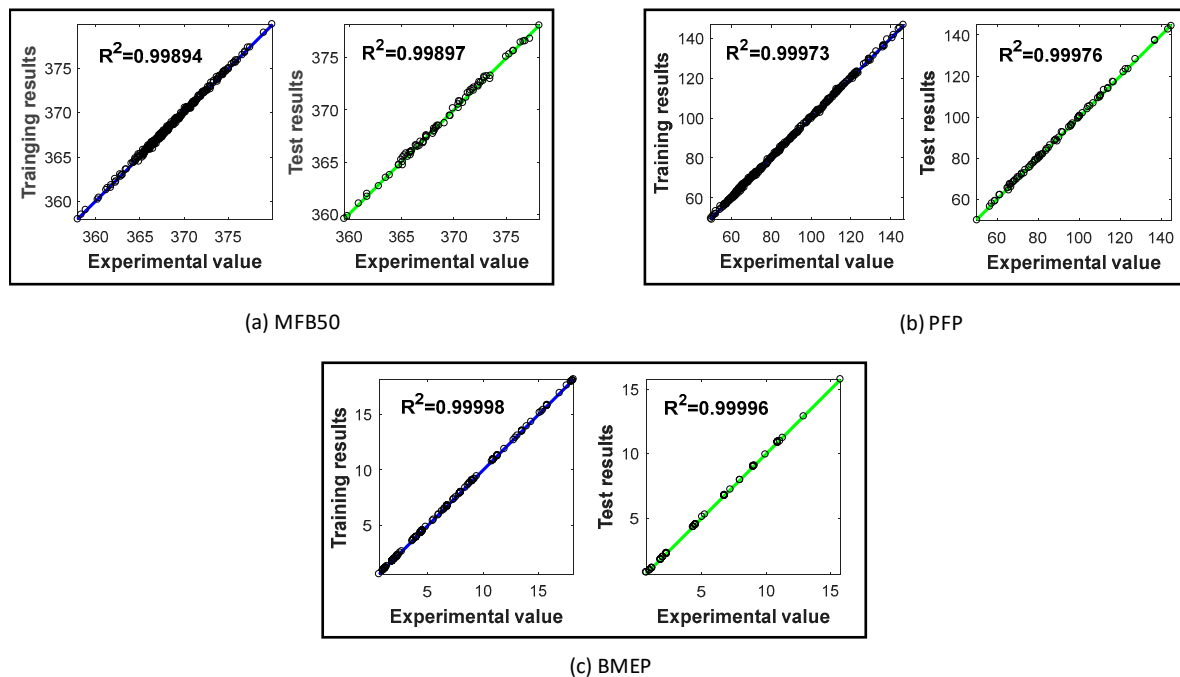 R²=0.99894
Trainging results
375
370
365
360
360 365 370 375
Experimental value
R²=0.99897
Test results
375
370
365
360
360 365 370 375
Experimental value
(a) MFB50
R²=0.99973
Training results
140
120
100
80
60
60 80 100 120 140
Experimental value
R²=0.99976
Test results
140
120
100
80
60
60 80 100 120 140
Experimental value
(b) PFP
R²=0.99998
Training results
15
10
5
5 10 15
Experimental value
R²=0.99996
Test results
15
10
5
5 10 15
Experimental value
(c) BMEP